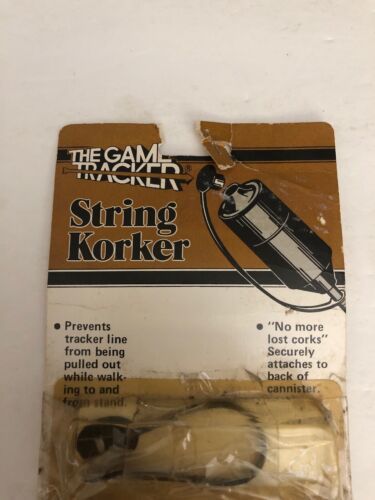 THE GAME
TRACKER®
String
Korker
• Prevents
tracker line
from being
pulled out
while walk-
ing to and
from stand.
• "No more
lost corks"
Securely
attaches to
back of
cannister.